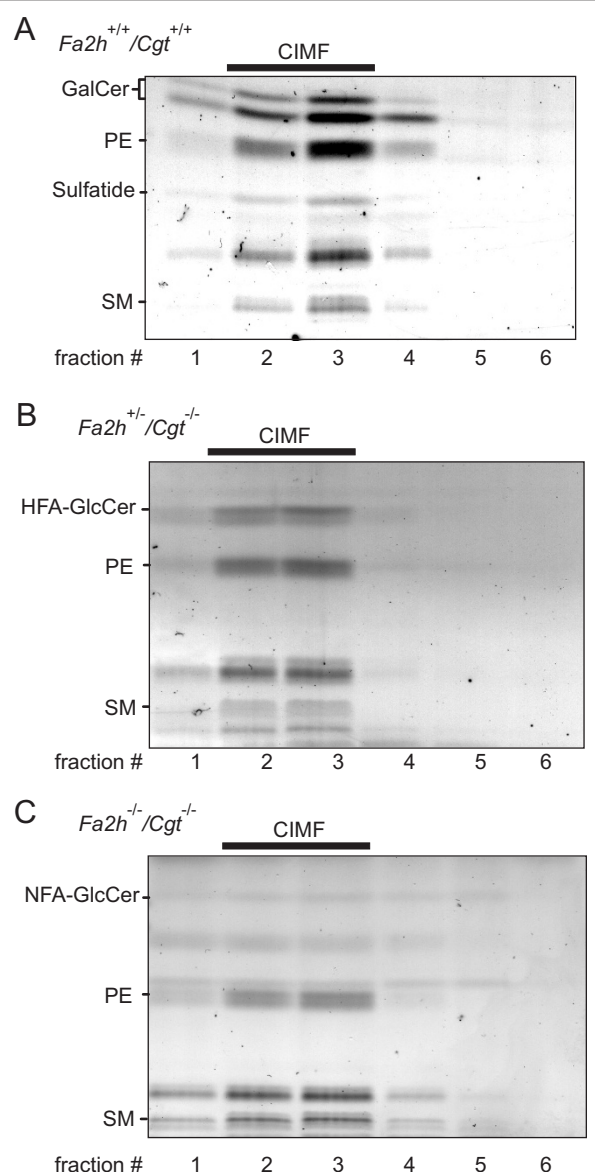 A Fa2h+/+/Cgt+/+
CIMF
GalCer
PE
Sulfatide
SM
fraction # 1 2 3 4 5 6
B Fa2h+/-/Cgt-/-
CIMF
HFA-GlcCer
PE
SM
fraction # 1 2 3 4 5 6
C Fa2h-/-/Cgt-/-
CIMF
NFA-GlcCer
PE
SM
fraction # 1 2 3 4 5 6